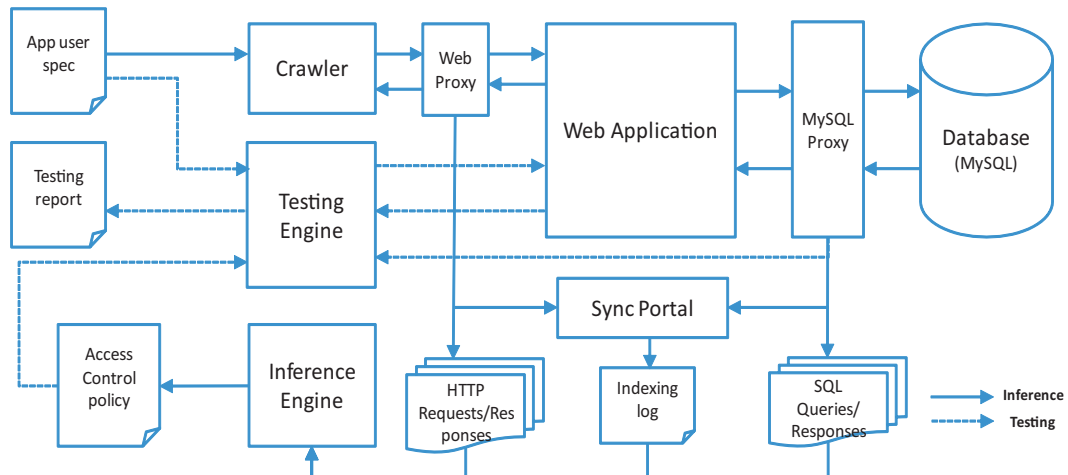 App user
spec
Crawler
Web
Proxy
Web Application
MySQL
Proxy
Database
(MySQL)
Testing
report
Testing
Engine
Sync Portal
Access
Control
policy
Inference
Engine
HTTP
Requests/Res
ponses
Indexing
log
SQL
Queries/
Responses
Inference
Testing